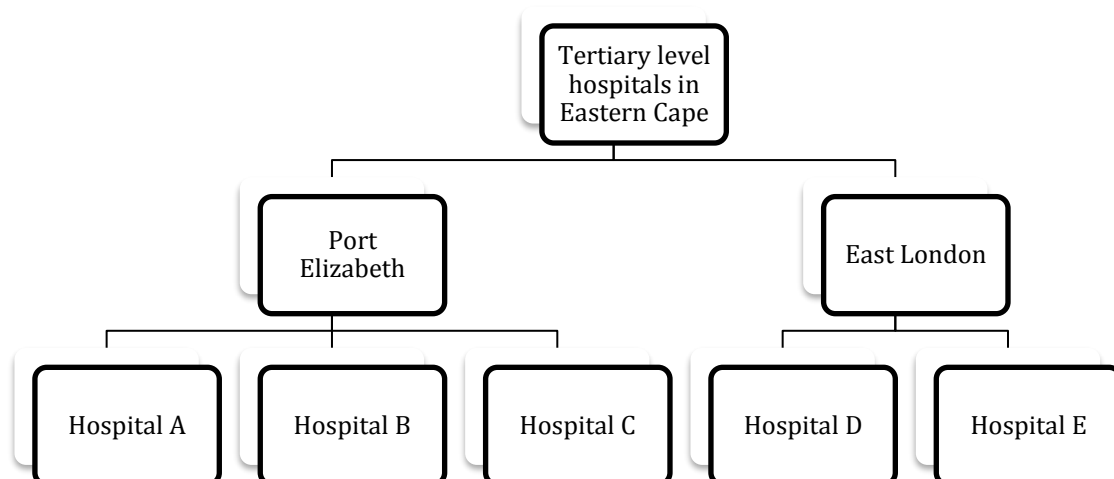 Tertiary level
hospitals in
Eastern Cape
Port
Elizabeth
East London
Hospital A
Hospital B
Hospital C
Hospital D
Hospital E